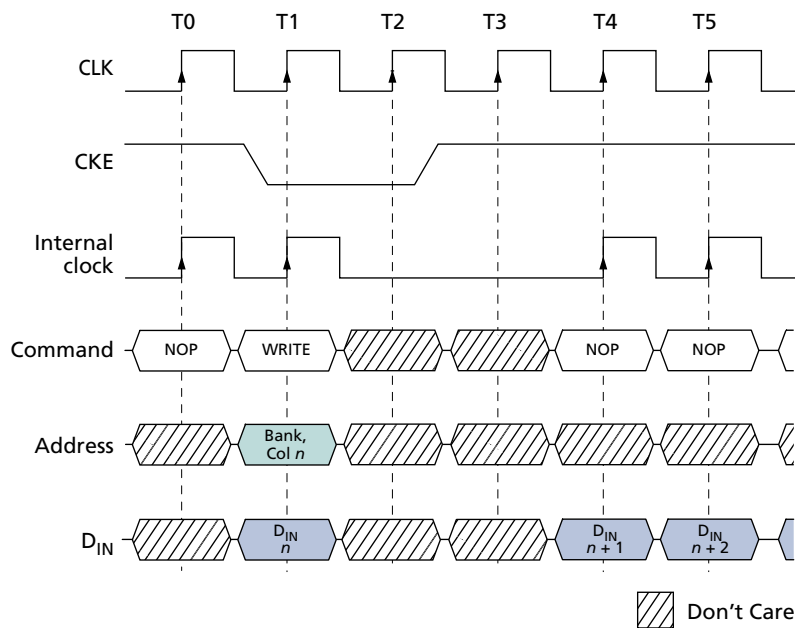 T0 T1 T2 T3 T4 T5
CLK
CKE
Internal
clock
Command NOP WRITE NOP NOP
Address Bank,
Col n
DIN DIN
n DIN
n + 1 DIN
n + 2
Don't Care